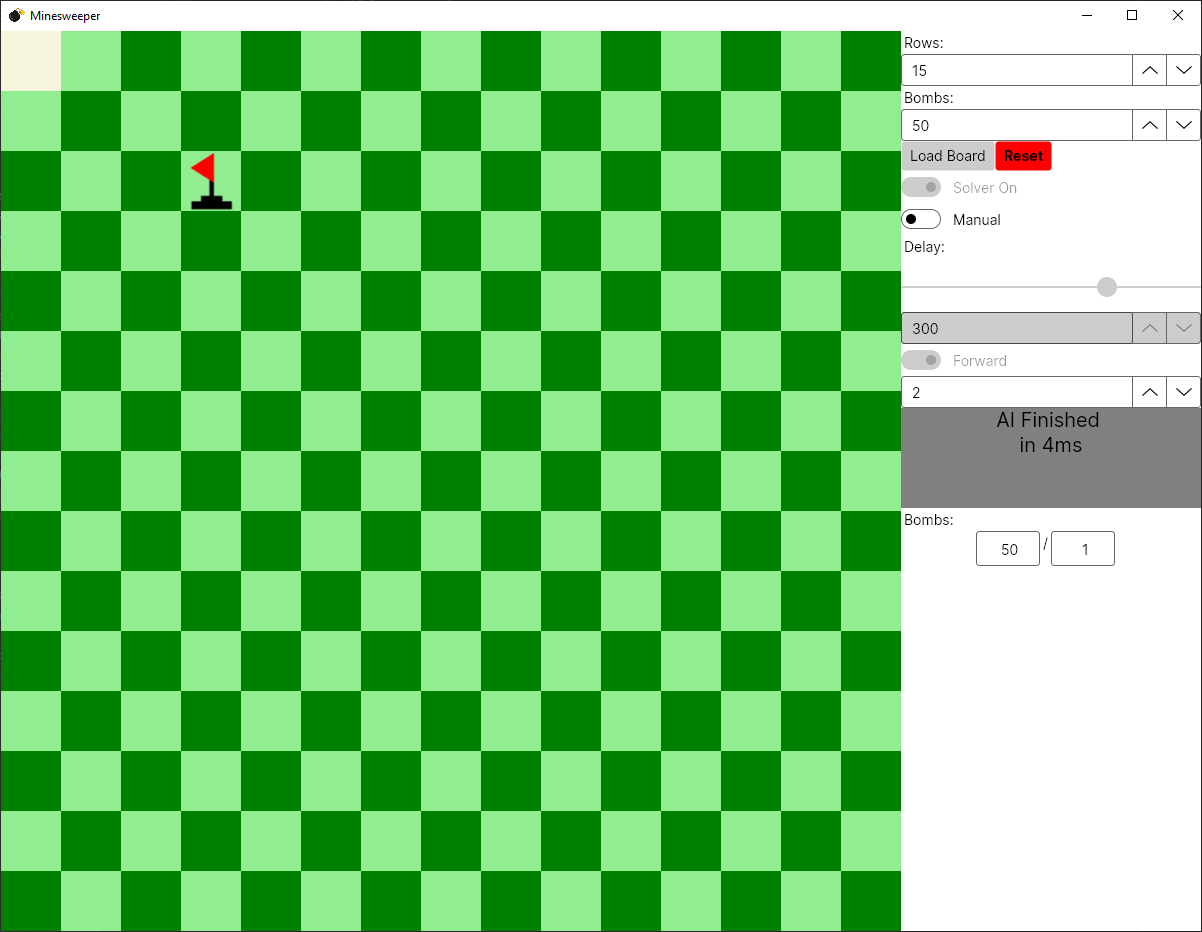 Minesweeper
Rows:
15
Bombs:
50
Load Board Reset
Solver On
Manual
Delay:
300
Forward
2
AI Finished
in 4ms
Bombs:
50 / 1